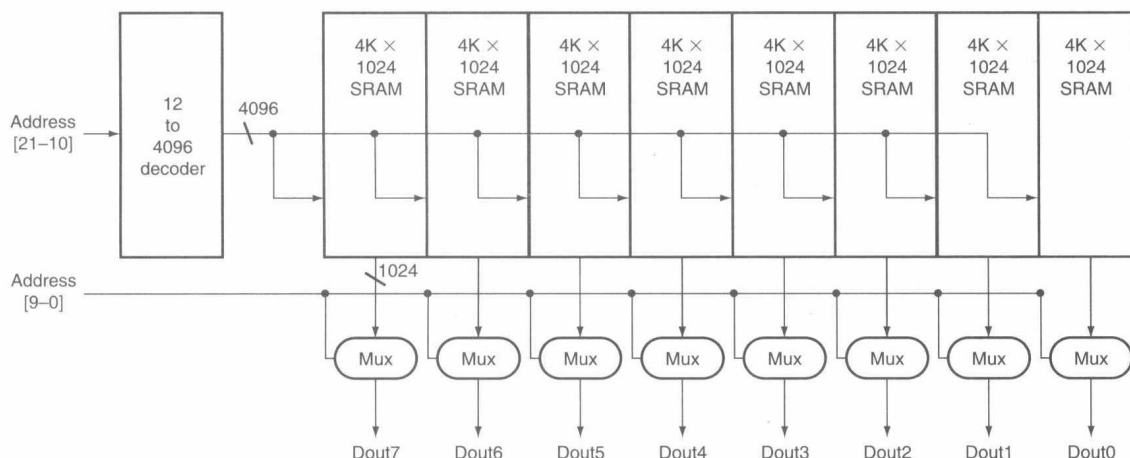 4K × 4K × 4K × 4K × 4K × 4K × 4K × 4K ×
1024 1024 1024 1024 1024 1024 1024 1024
SRAM SRAM SRAM SRAM SRAM SRAM SRAM SRAM
Address
[21–10]
12
to
4096
decoder
4096
Address
[9–0]
1024
Mux Mux Mux Mux Mux Mux Mux Mux
Dout7 Dout6 Dout5 Dout4 Dout3 Dout2 Dout1 Dout0